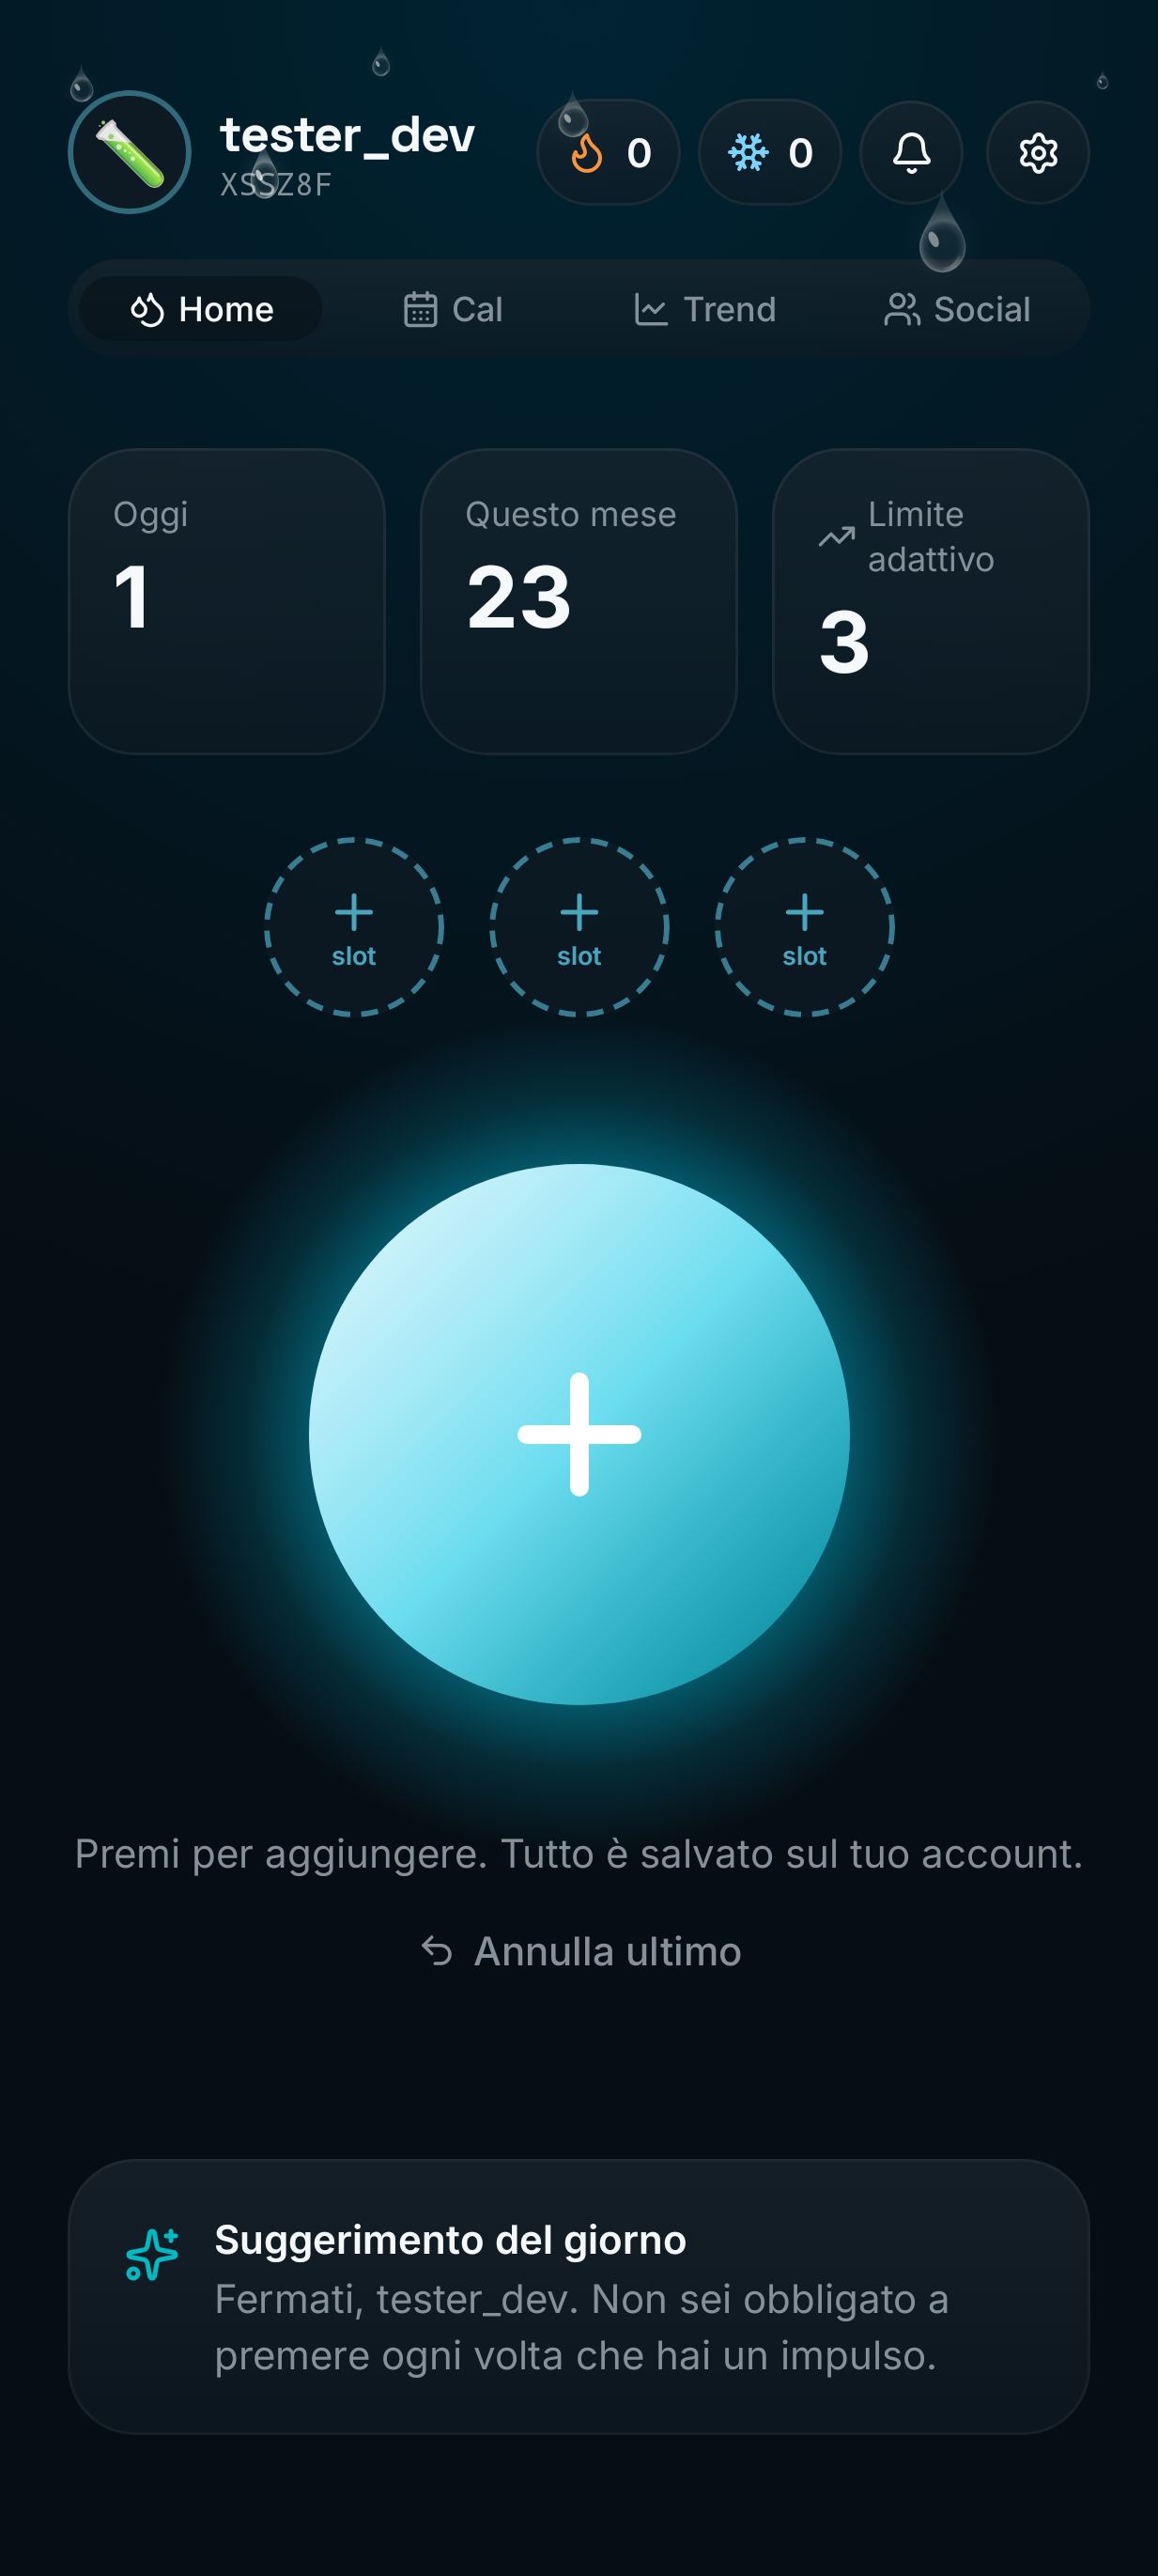 tester_dev
XSSZ8F
0
0
Home
Cal
Trend
Social
Oggi
1
Questo mese
23
Limite
adattivo
3
slot
slot
slot
Premi per aggiungere. Tutto è salvato sul tuo account.
Annulla ultimo
Suggerimento del giorno
Fermati, tester_dev. Non sei obbligato a
premere ogni volta che hai un impulso.